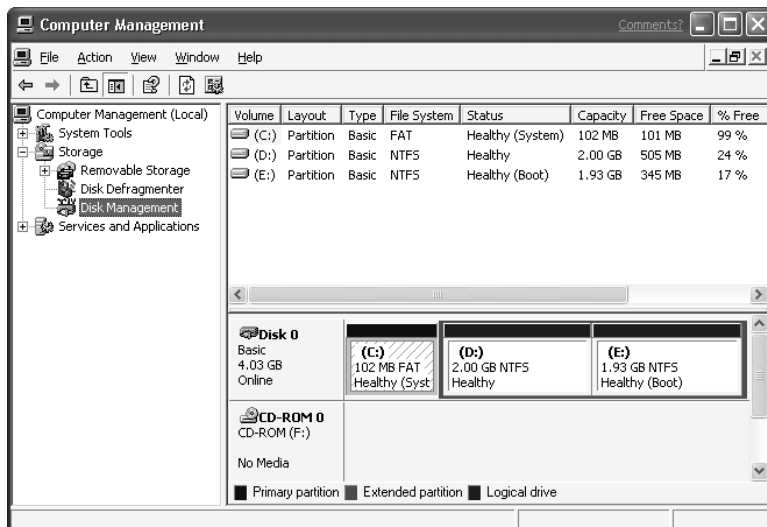 Computer Management
Comments?
File Action View Window Help
Computer Management (Local)
System Tools
Storage
Removable Storage
Disk Defragmenter
Disk Management
Services and Applications
Volume Layout Type File System Status Capacity Free Space % Free
(C:) Partition Basic FAT Healthy (System) 102 MB 101 MB 99 %
(D:) Partition Basic NTFS Healthy 2.00 GB 505 MB 24 %
(E:) Partition Basic NTFS Healthy (Boot) 1.93 GB 345 MB 17 %
Disk 0
Basic
4.03 GB
Online
(C:)
102 MB FAT
Healthy (Syst
(D:)
2.00 GB NTFS
Healthy
(E:)
1.93 GB NTFS
Healthy (Boot)
CD-ROM 0
CD-ROM (F:)
No Media
Primary partition Extended partition Logical drive